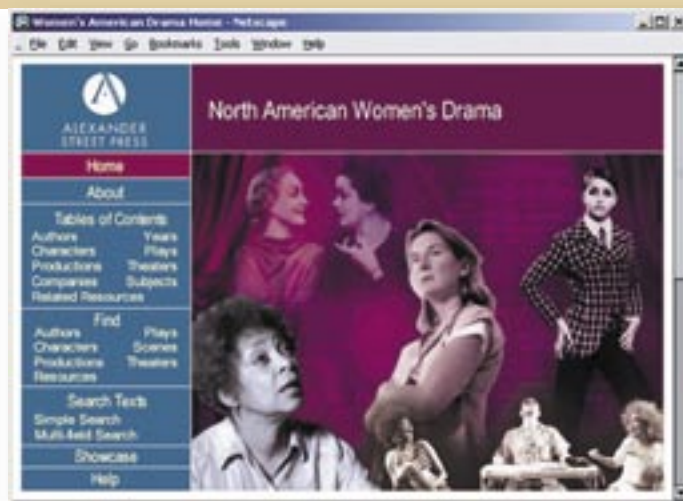 Women's American Drama Home - Netscape
File Edit View Go Bookmarks Tools Window Help
ALEXANDER
STREET PRESS
North American Women's Drama
Home
About
Tables of Contents
Authors Years
Characters Plays
Productions Theaters
Companies Subjects
Related Resources
Find
Authors Plays
Characters Scenes
Productions Theaters
Resources
Search Texts
Simple Search
Multi-field Search
Showcase
Help